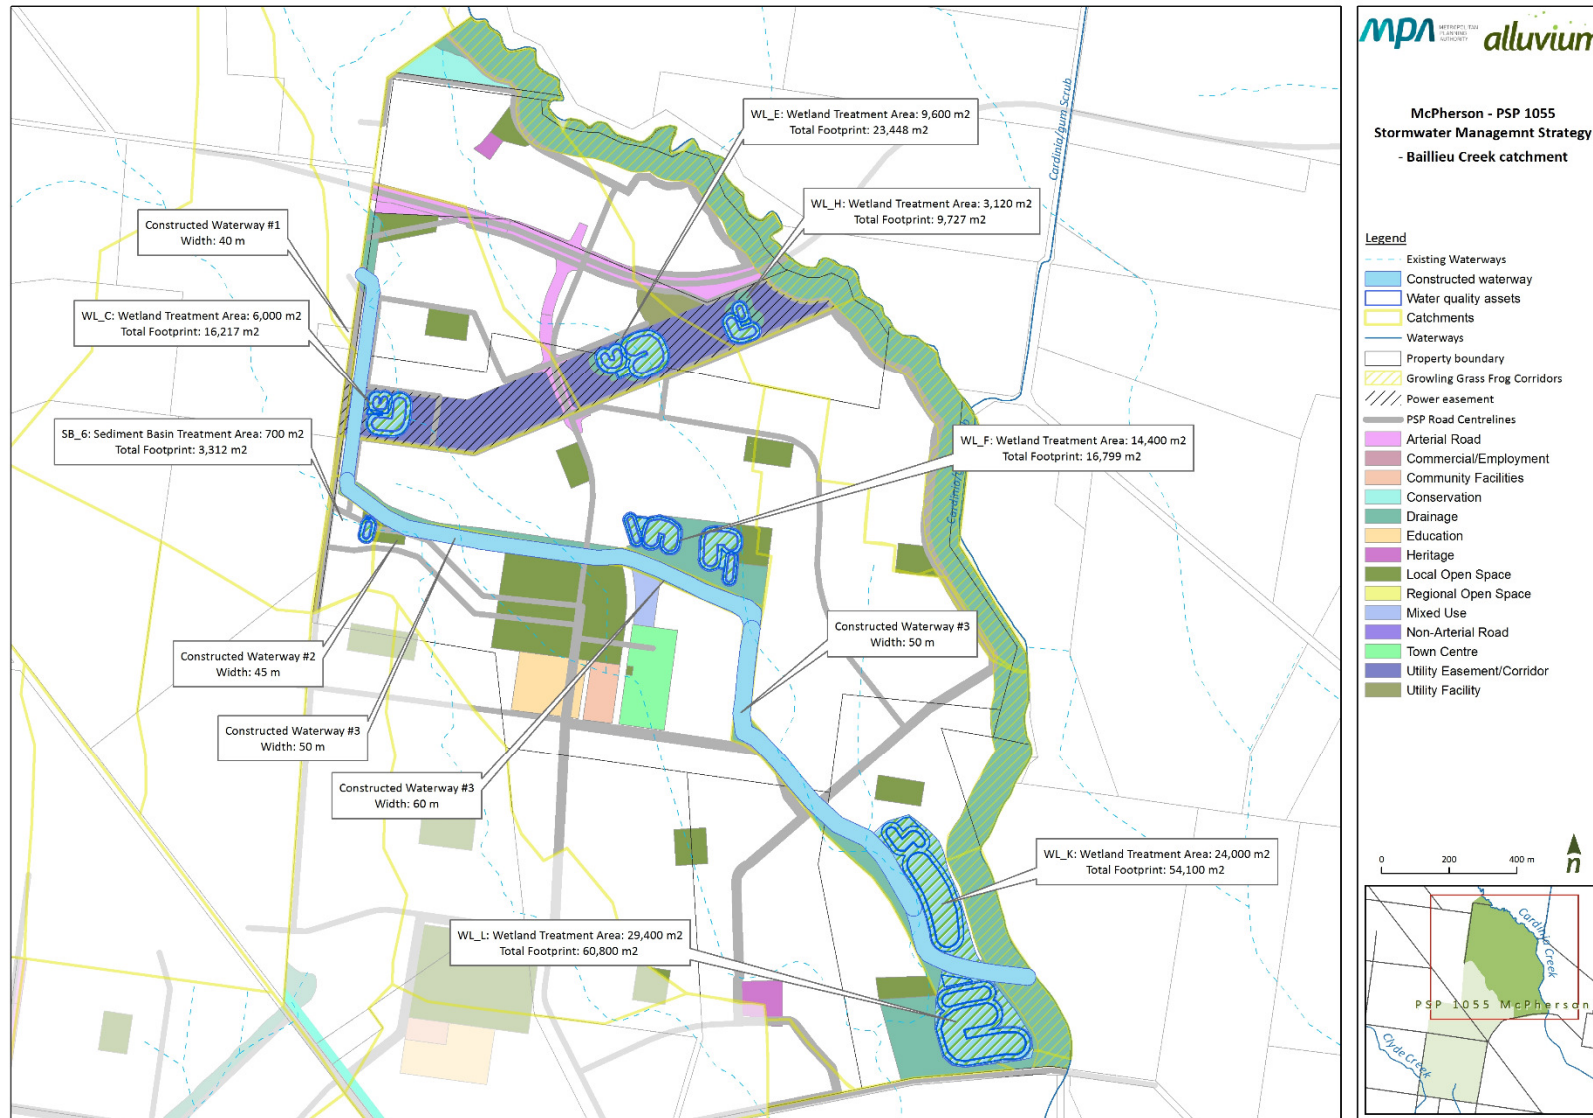 WL_E: Wetland Treatment Area: 9,600 m2
Total Footprint: 23,448 m2
WL_H: Wetland Treatment Area: 3,120 m2
Total Footprint: 9,727 m2
Constructed Waterway #1
Width: 40 m
WL_C: Wetland Treatment Area: 6,000 m2
Total Footprint: 16,217 m2
SB_6: Sediment Basin Treatment Area: 700 m2
Total Footprint: 3,312 m2
WL_F: Wetland Treatment Area: 14,400 m2
Total Footprint: 16,799 m2
Constructed Waterway #3
Width: 50 m
Constructed Waterway #2
Width: 45 m
Constructed Waterway #3
Width: 50 m
Constructed Waterway #3
Width: 60 m
WL_K: Wetland Treatment Area: 24,000 m2
Total Footprint: 54,100 m2
WL_L: Wetland Treatment Area: 29,400 m2
Total Footprint: 60,800 m2
Cardinia/gum Scrub
MPA METROPOLITAN
PLANNING
AUTHORITY
alluvium
McPherson - PSP 1055
Stormwater Managemnt Strategy
- Baillieu Creek catchment
Legend
Existing Waterways
Constructed waterway
Water quality assets
Catchments
Waterways
Property boundary
Growling Grass Frog Corridors
Power easement
PSP Road Centrelines
Arterial Road
Commercial/Employment
Community Facilities
Conservation
Drainage
Education
Heritage
Local Open Space
Regional Open Space
Mixed Use
Non-Arterial Road
Town Centre
Utility Easement/Corridor
Utility Facility
0 200 400 m
n
Cardinia Creek
PSP 1055 McPherson
Clyde Creek